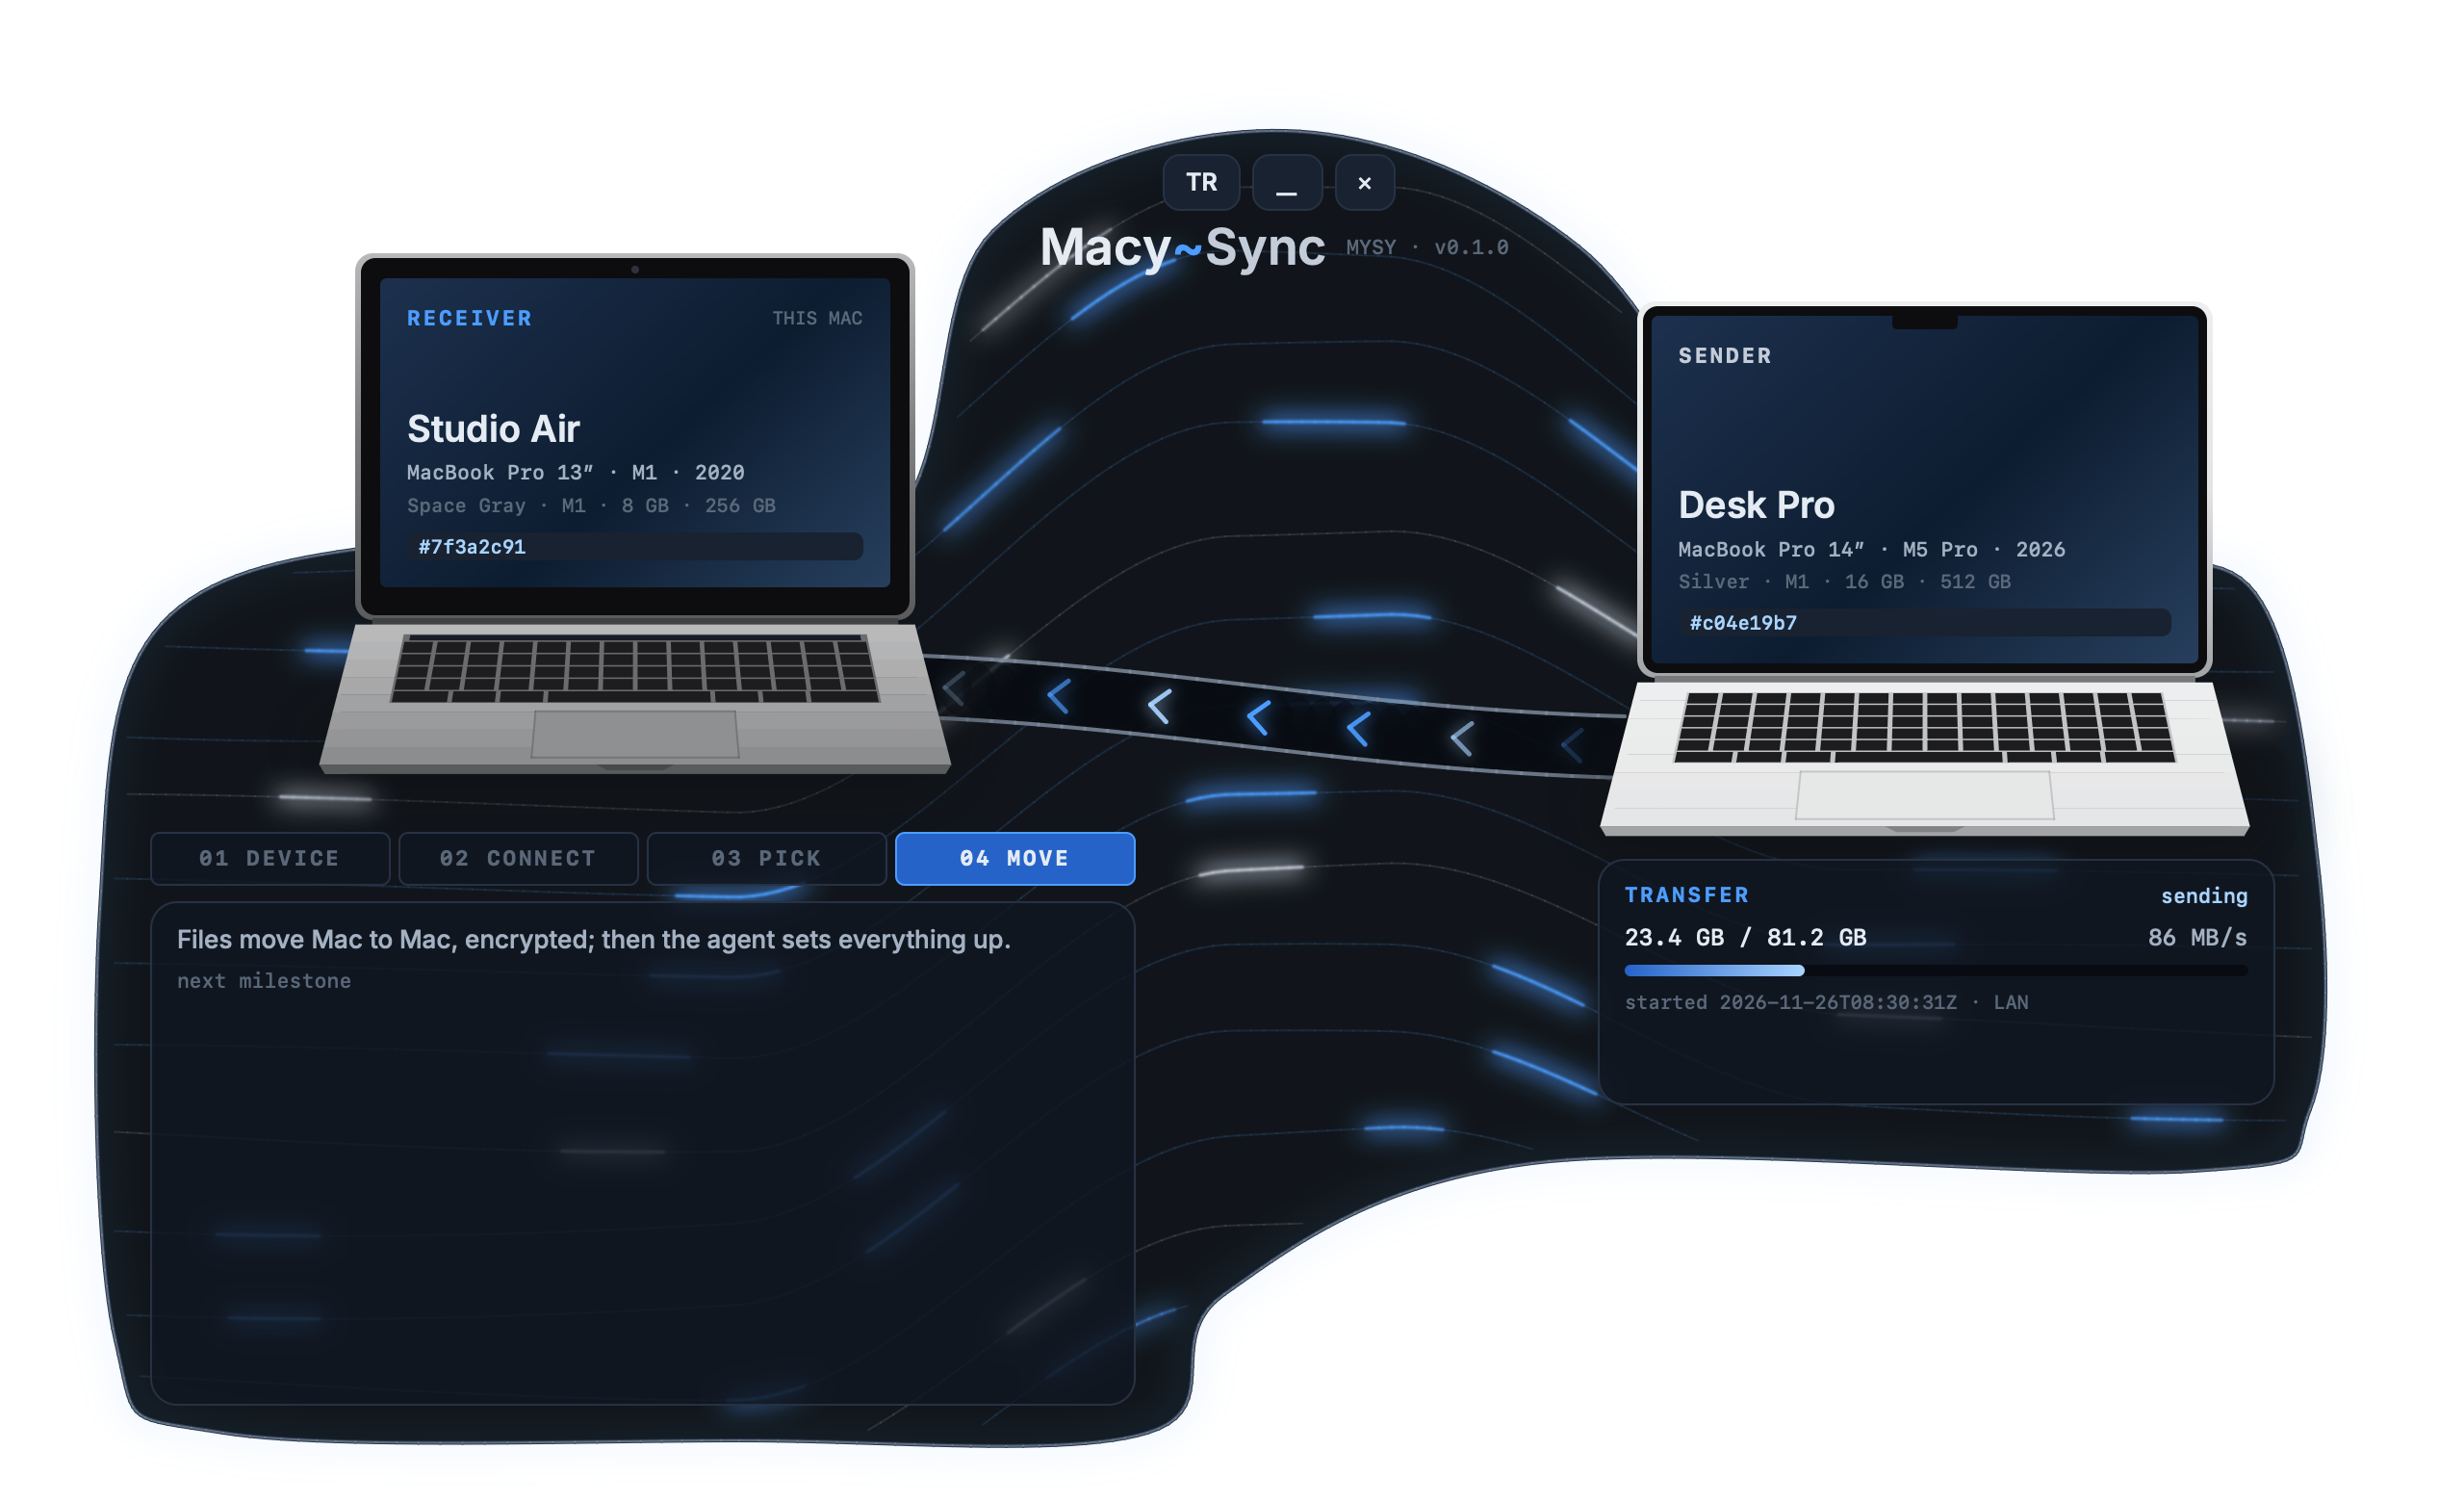 TR _ ×
Macy~Sync MYSY · v0.1.0
RECEIVER THIS MAC
Studio Air
MacBook Pro 13″ · M1 · 2020
Space Gray · M1 · 8 GB · 256 GB
#7f3a2c91
SENDER
Desk Pro
MacBook Pro 14″ · M5 Pro · 2026
Silver · M1 · 16 GB · 512 GB
#c04e19b7
01 DEVICE 02 CONNECT 03 PICK 04 MOVE
Files move Mac to Mac, encrypted; then the agent sets everything up.
next milestone
TRANSFER sending
23.4 GB / 81.2 GB 86 MB/s
started 2026–11–26T08:30:31Z · LAN